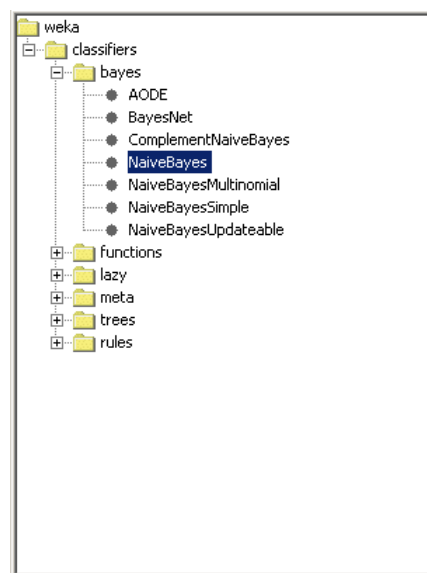 weka
classifiers
bayes
AODE
BayesNet
ComplementNaiveBayes
NaiveBayes
NaiveBayesMultinomial
NaiveBayesSimple
NaiveBayesUpdateable
functions
lazy
meta
trees
rules